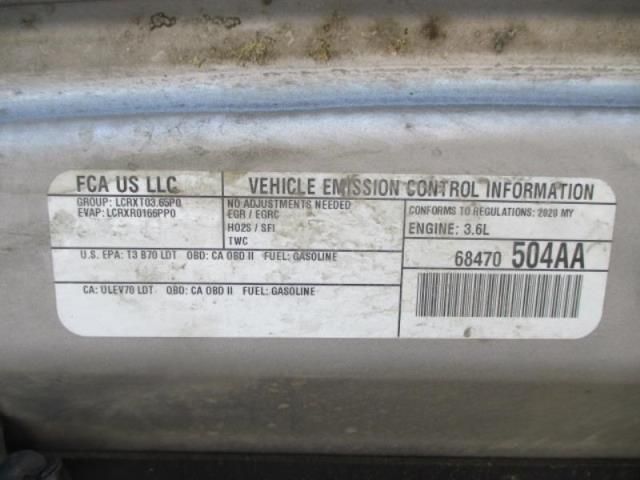 FCA US LLC
VEHICLE EMISSION CONTROL INFORMATION
GROUP: LCRXT03.65P0
EVAP: LCRXR0166PP0
NO ADJUSTMENTS NEEDED
EGR / EGRC
HO2S / SFI
TWC
CONFORMS TO REGULATIONS: 2020 MY
ENGINE: 3.6L
U.S. EPA: T3 B70 LDT OBD: CA OBD II FUEL: GASOLINE
68470 504AA
CA: ULEV70 LDT OBD: CA OBD II FUEL: GASOLINE